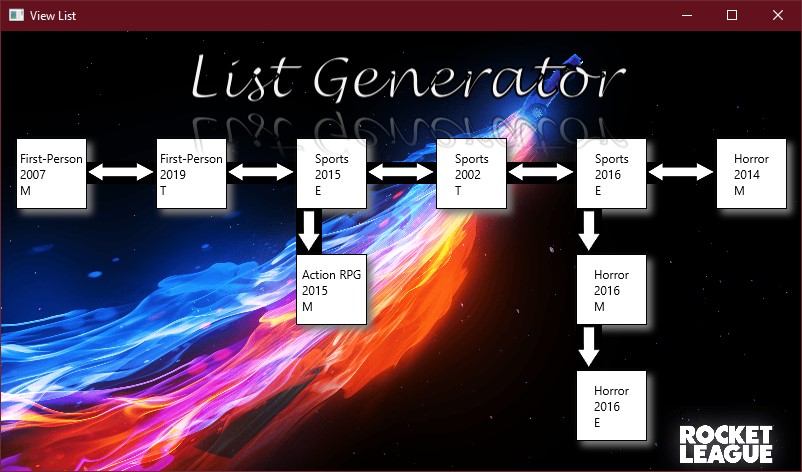 View List
List Generator
First-Person
2007
M
First-Person
2019
T
Sports
2015
E
Sports
2002
T
Sports
2016
E
Horror
2014
M
Action RPG
2015
M
Horror
2016
M
Horror
2016
E
ROCKET
LEAGUE